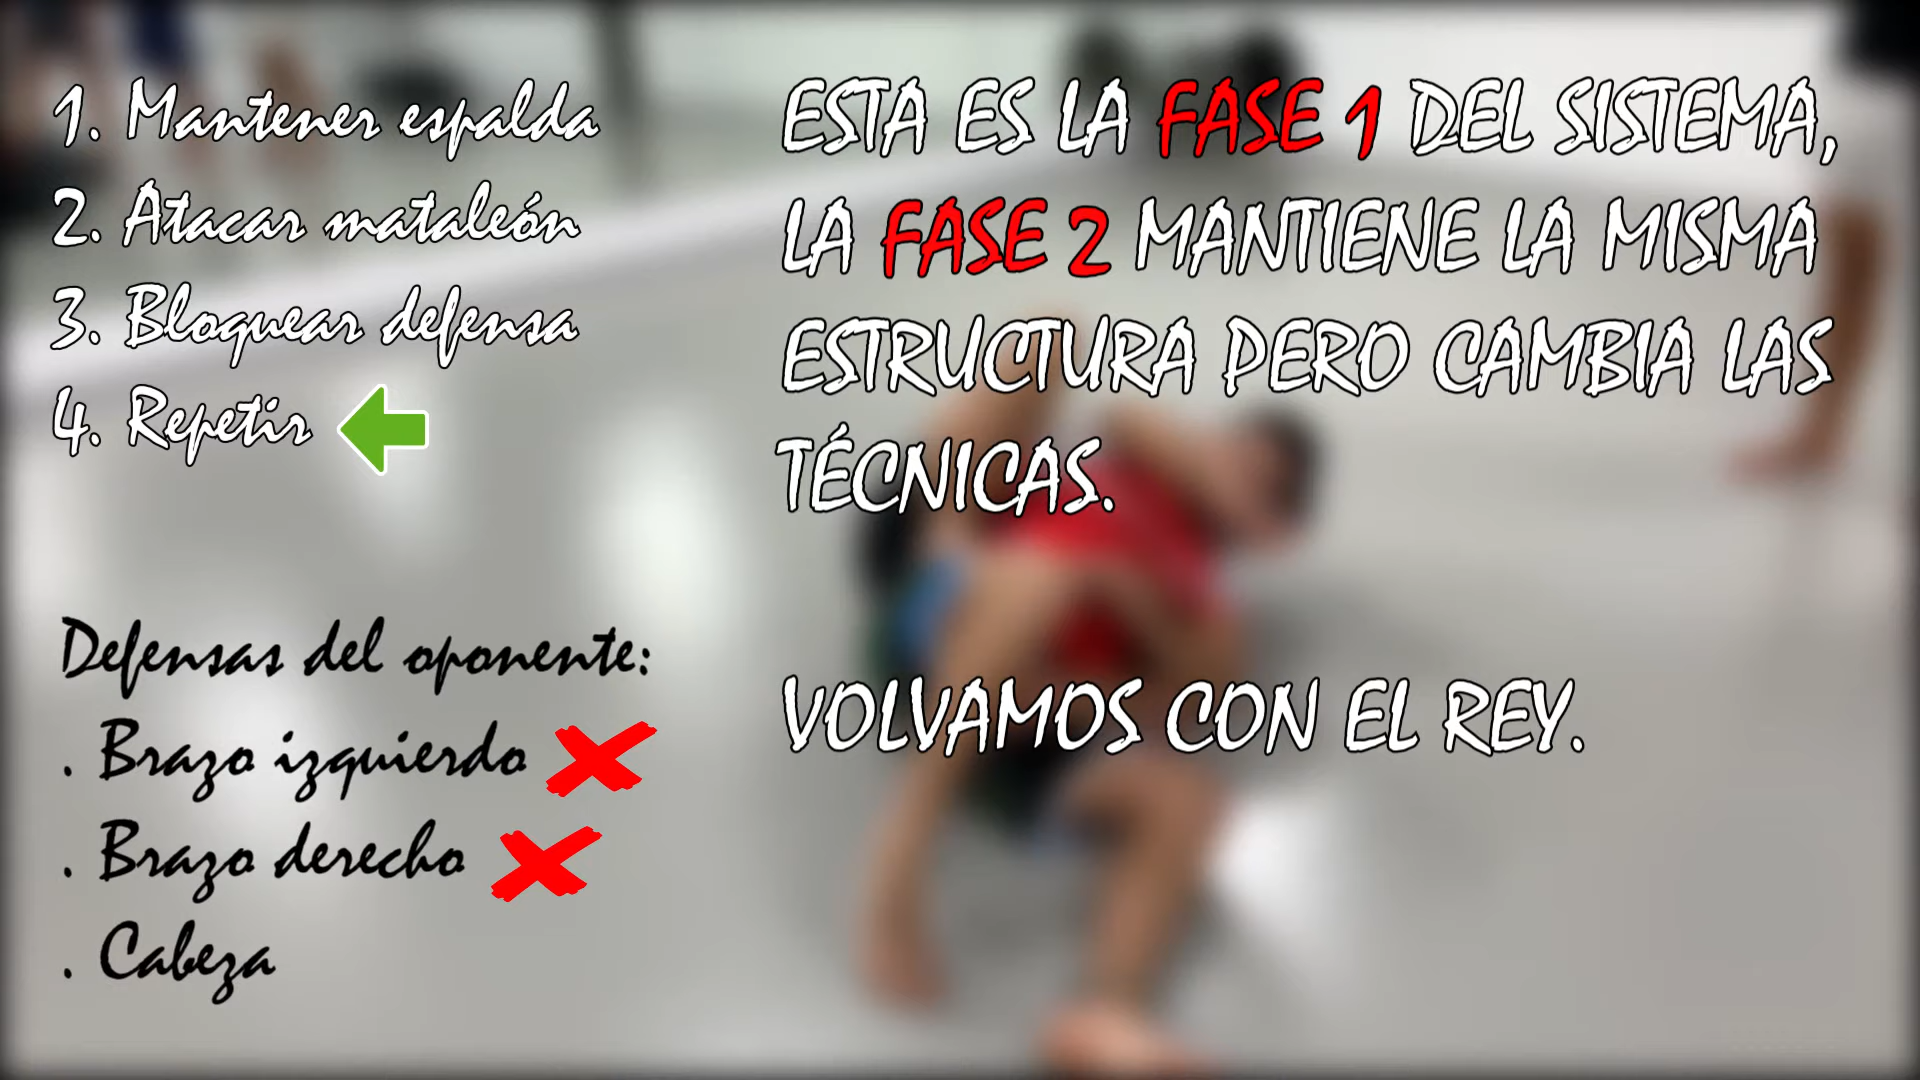 1. Mantener espalda
2. Atacar mataleón
3. Bloquear defensa
4. Repetir
Defensas del oponente:
. Brazo izquierdo
. Brazo derecho
. Cabeza
ESTA ES LA FASE 1 DEL SISTEMA,
LA FASE 2 MANTIENE LA MISMA
ESTRUCTURA PERO CAMBIA LAS
TÉCNICAS.
VOLVAMOS CON EL REY.